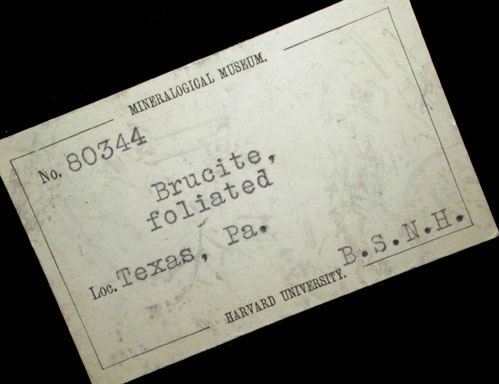 MINERALOGICAL MUSEUM.
No. 80344
Brucite,
foliated
Loc. Texas, Pa.
B.S.N.H.
HARVARD UNIVERSITY.